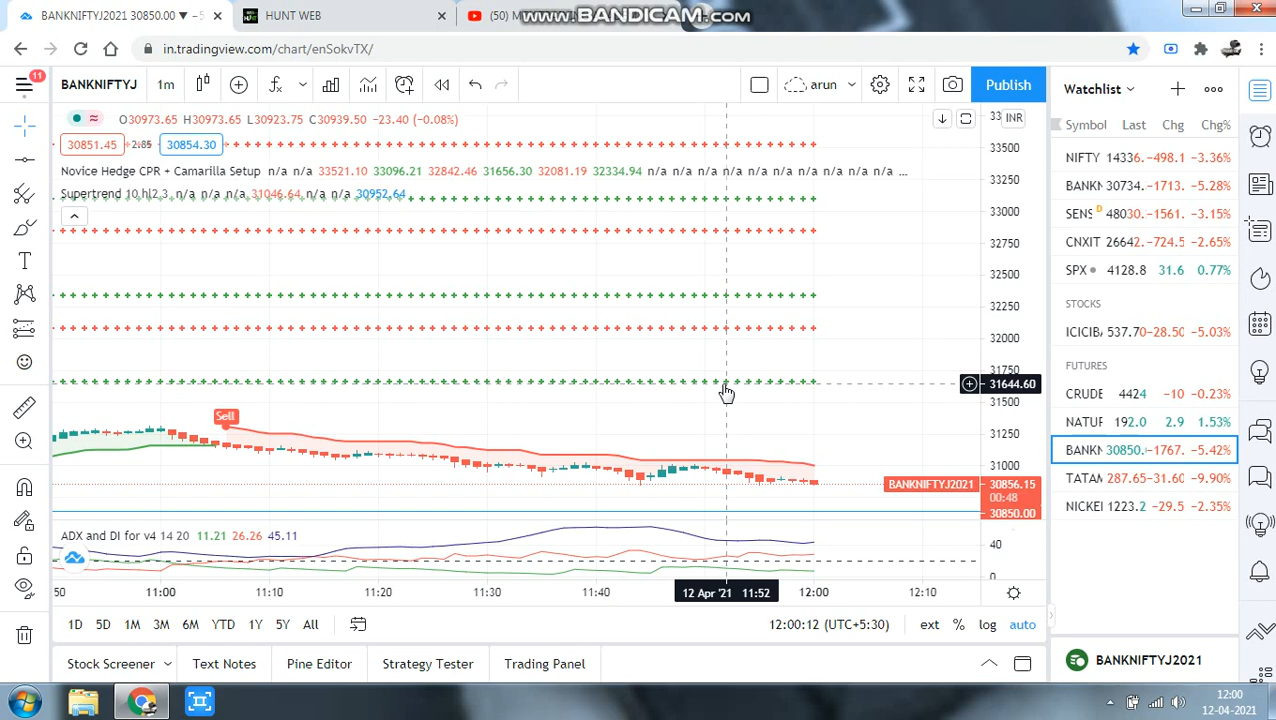 BANKNIFTYJ2021 30850.00 ▼ −5
HUNT WEB
(50) M
www.BANDICAM.com
in.tradingview.com/chart/enSokvTX/
11
BANKNIFTYJ
1m
arun
Publish
Watchlist
O30973.65 H30973.65 L30923.75 C30939.50 −23.40 (−0.08%)
INR
Symbol Last Chg Chg%
30851.45 2.85 30854.30
Novice Hedge CPR + Camarilla Setup n/a n/a 33521.10 33096.21 32842.46 31656.30 32081.19 32334.94 n/a n/a n/a n/a n/a n/a n/a n/a n/a n/a ...
Supertrend 10 hl2 3 n/a n/a n/a 31046.64 n/a n/a 30952.64
NIFTY 14336. −498.1 −3.36%
BANKN 30734. −1713. −5.28%
SENS D 48030. −1561. −3.15%
CNXIT 26642. −724.5 −2.65%
SPX 4128.8 31.6 0.77%
STOCKS
ICICIB 537.70 −28.50 −5.03%
FUTURES
CRUDE 4424 −10 −0.23%
NATUR 192.0 2.9 1.53%
BANKN 30850. −1767. −5.42%
TATAM 287.65 −31.60 −9.90%
NICKEL 1223.2 −29.5 −2.35%
33500
33250
33000
32750
32500
32250
32000
31750
31644.60
31500
31250
31000
Sell
BANKNIFTYJ2021 30856.15
00:48
30850.00
ADX and DI for v4 14 20 11.21 26.26 45.11
40
0
:50 11:00 11:10 11:20 11:30 11:40 12 Apr '21 11:52 12:00 12:10
1D 5D 1M 3M 6M YTD 1Y 5Y All
12:00:12 (UTC+5:30) ext % log auto
Stock Screener Text Notes Pine Editor Strategy Tester Trading Panel
BANKNIFTYJ2021
12:00
12-04-2021